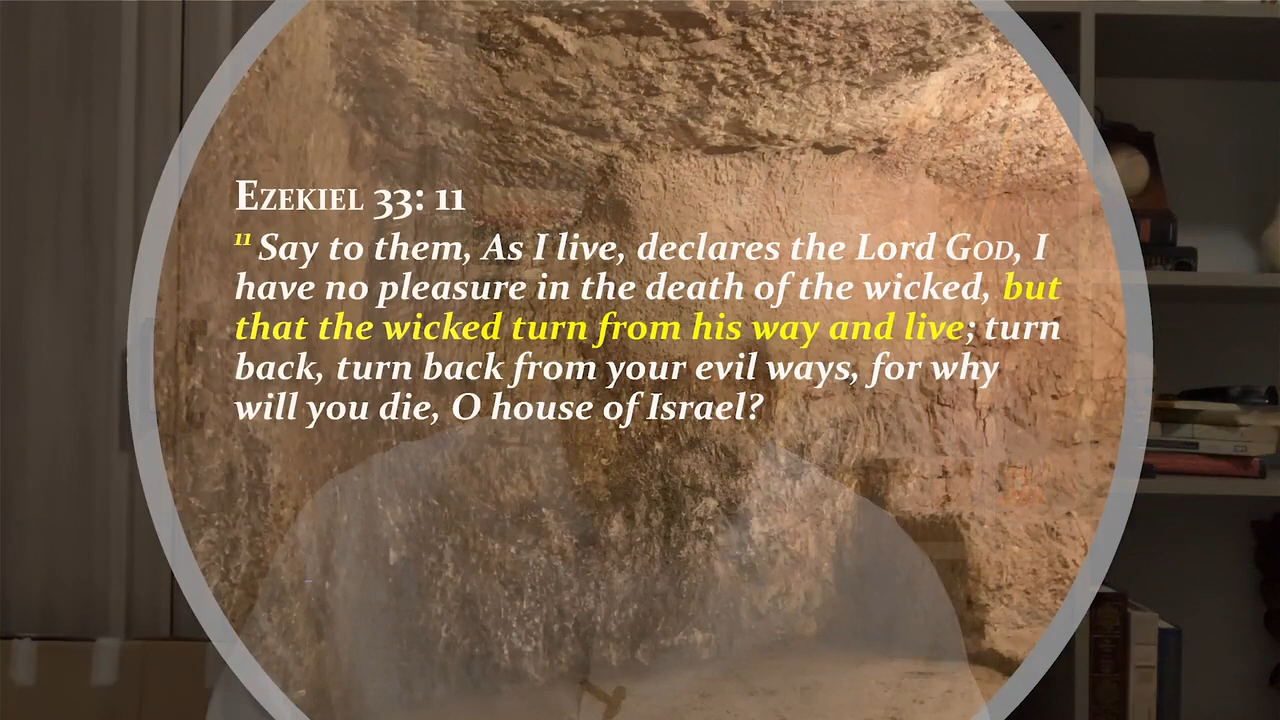 EZEKIEL 33: 11
11 Say to them, As I live, declares the Lord GOD, I
have no pleasure in the death of the wicked, but
that the wicked turn from his way and live; turn
back, turn back from your evil ways, for why
will you die, O house of Israel?